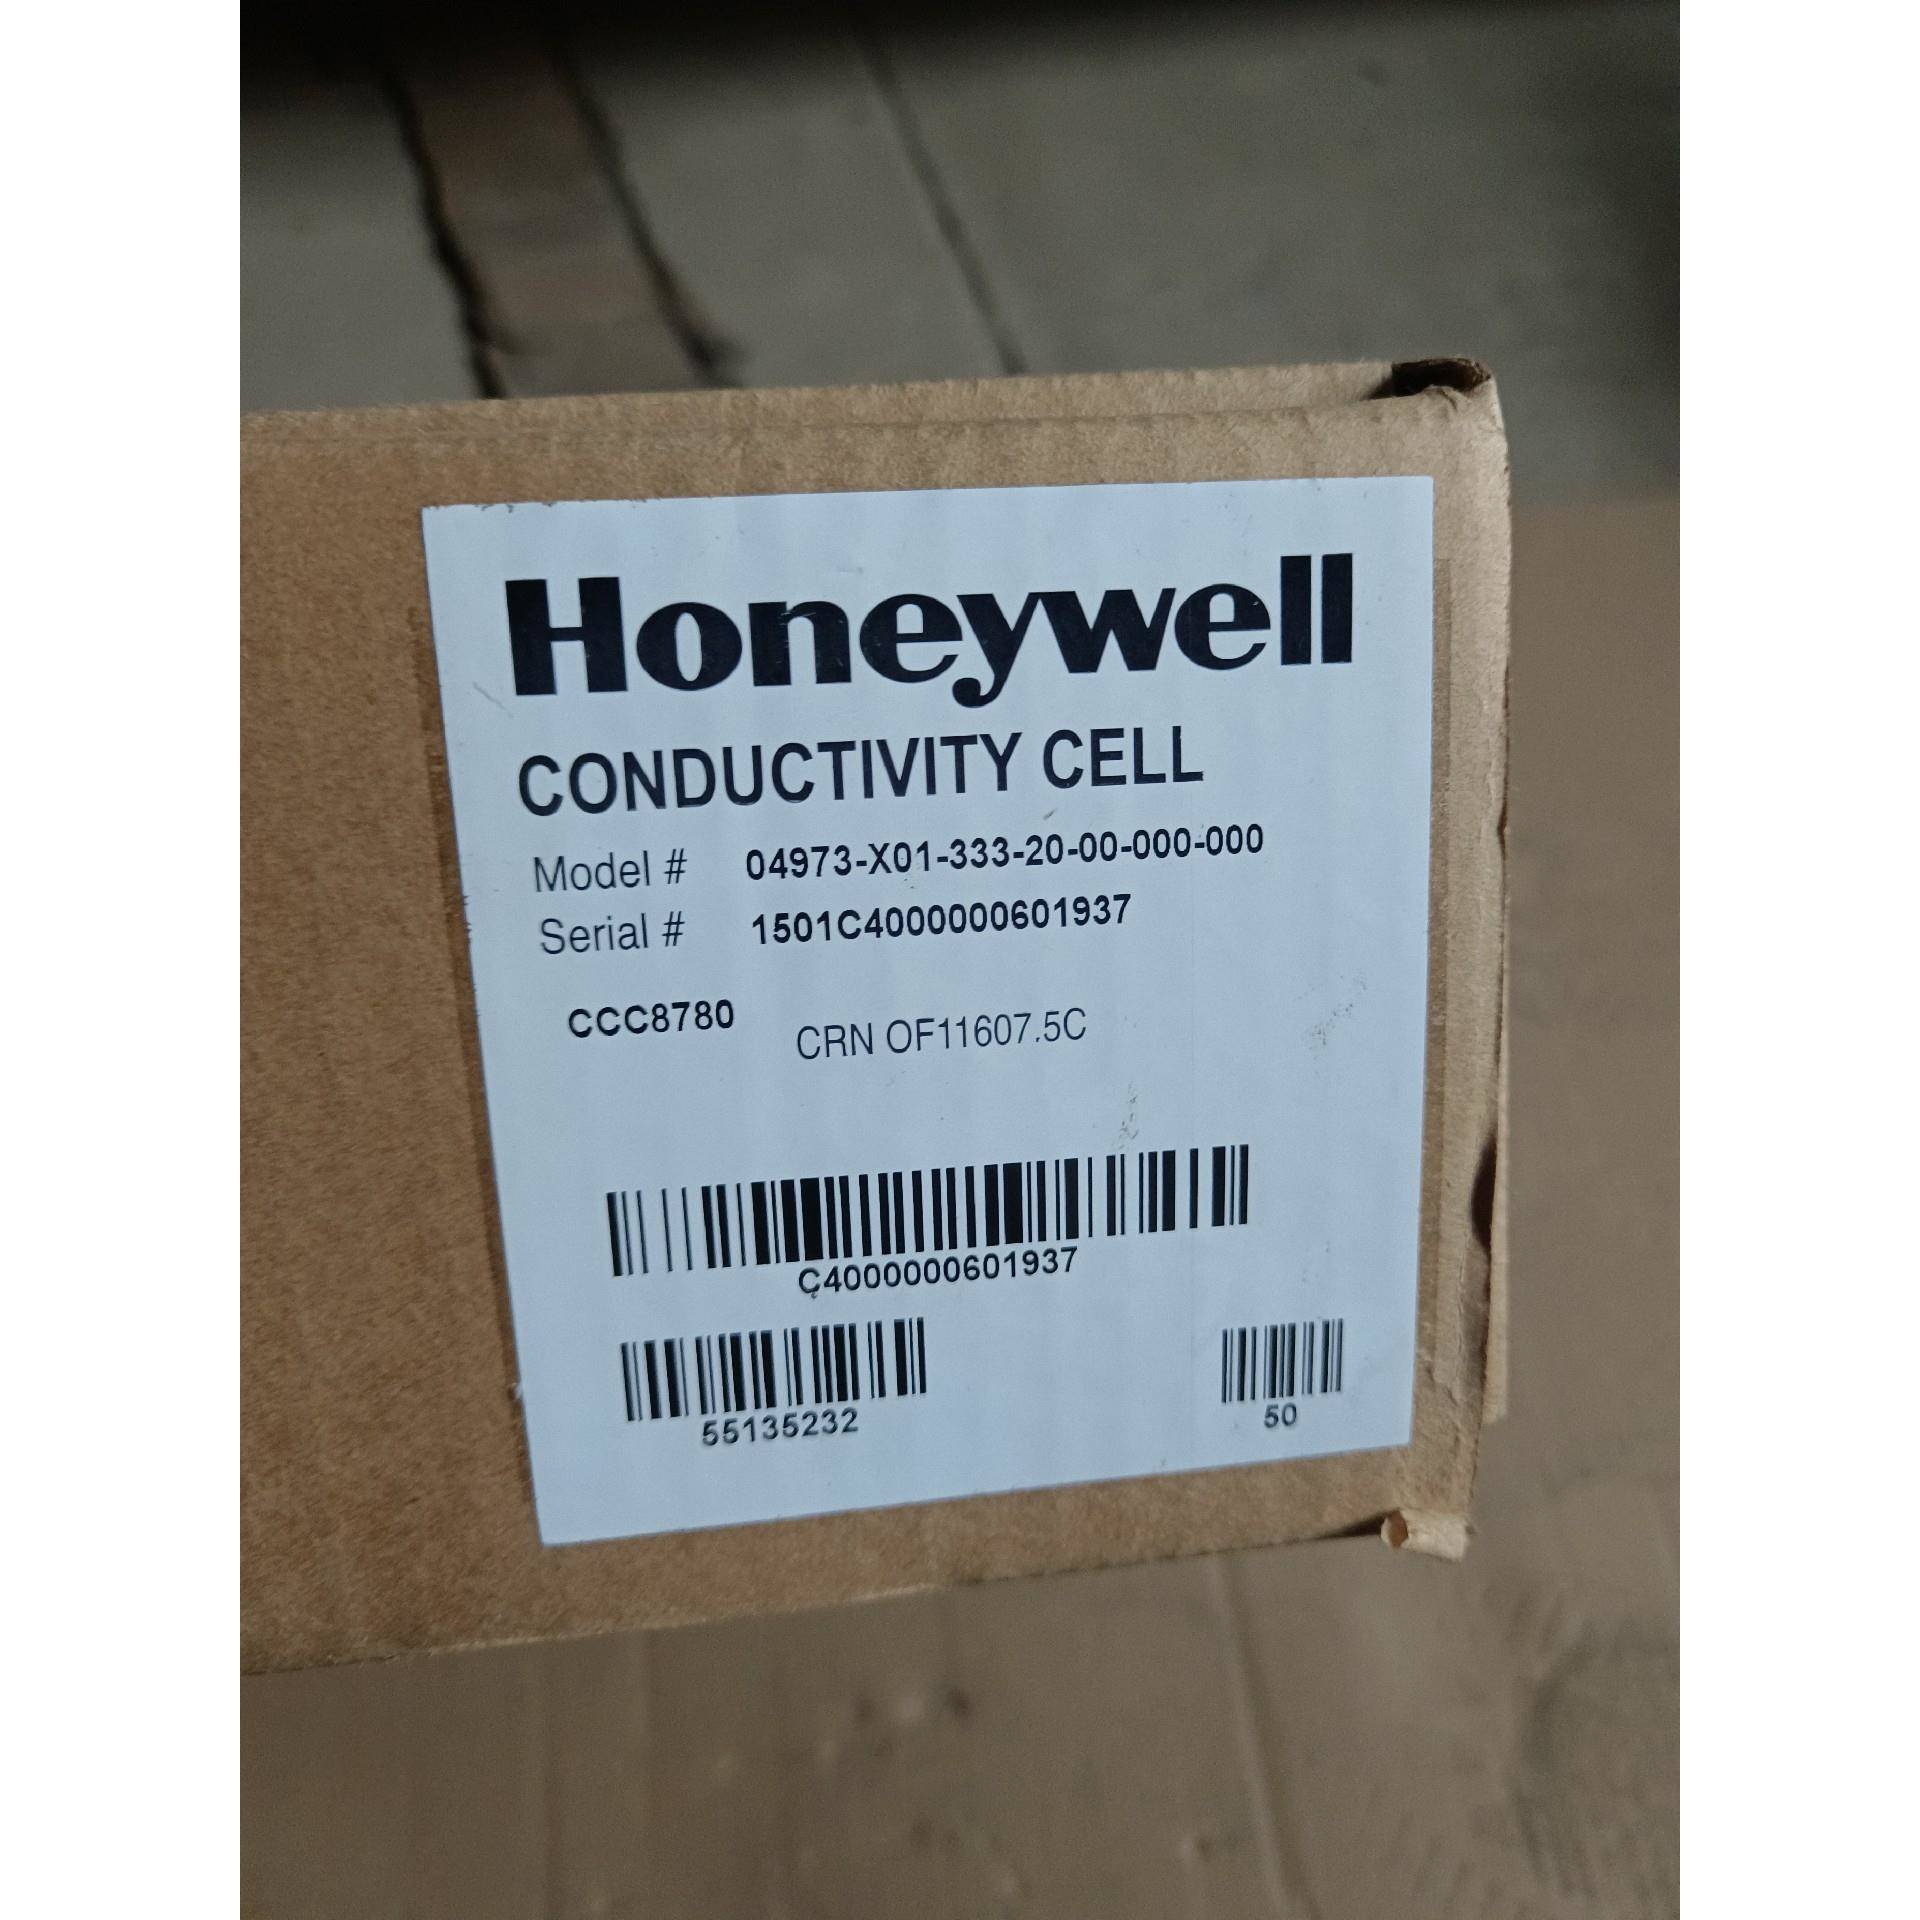 Honeywell
CONDUCTIVITY CELL
Model # 04973-X01-333-20-00-000-000
Serial # 1501C4000000601937
CCC8780 CRN OF11607.5C
C4000000601937
55135232 50